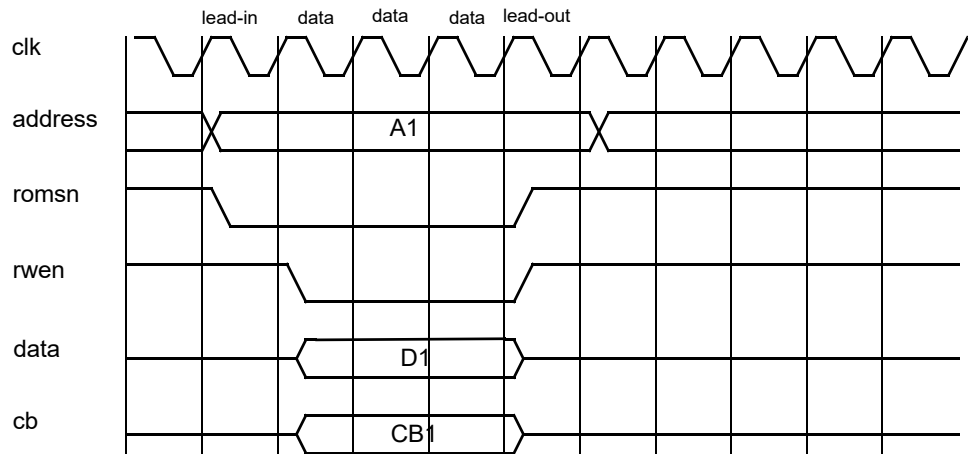 lead-in data data data lead-out
clk
address A1
romsn
rwen
data D1
cb CB1